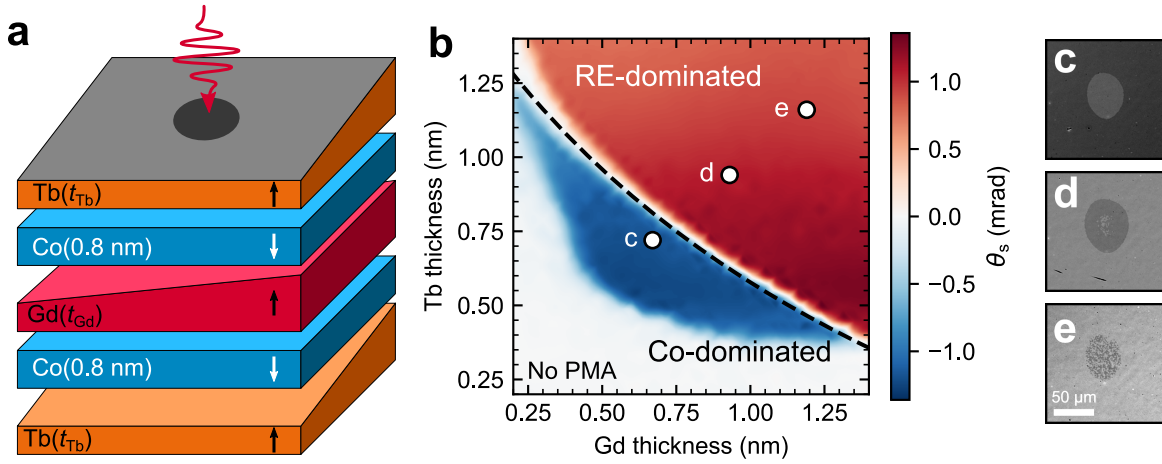 a
Tb(tTb)
Co(0.8 nm)
Gd(tGd)
Co(0.8 nm)
Tb(tTb)
b
RE-dominated
e
d
c
Co-dominated
No PMA
1.25
1.00
0.75
0.50
0.25
Tb thickness (nm)
0.25 0.50 0.75 1.00 1.25
Gd thickness (nm)
1.0
0.5
0.0
−0.5
−1.0
θs (mrad)
c
d
e
50 μm